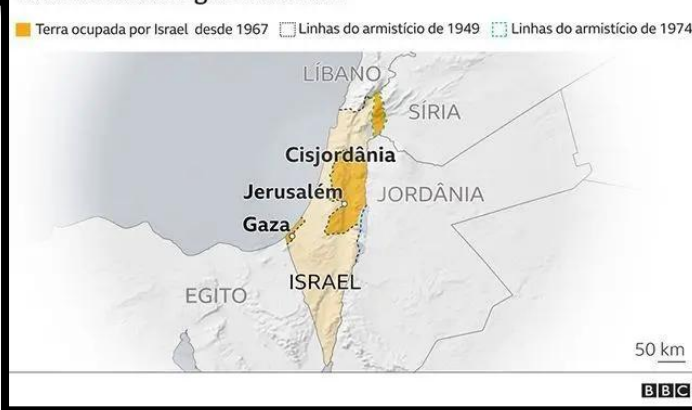 Terra ocupada por Israel desde 1967 Linhas do armistício de 1949 Linhas do armistício de 1974
LÍBANO
SÍRIA
Cisjordânia
Jerusalém
JORDÂNIA
Gaza
ISRAEL
EGITO
50 km
BBC